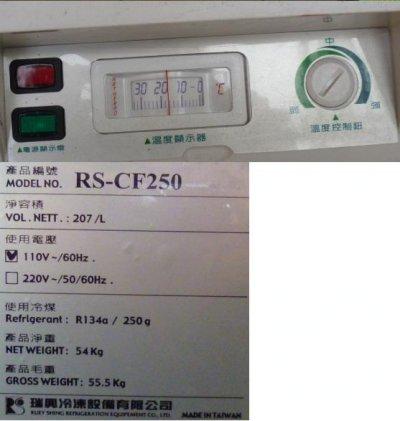 中
30 20 10 -0 °C
弱 強
▲電源顯示燈
▲溫度顯示器
溫度控制鈕
產品編號
MODEL NO. RS-CF250
淨容積
VOL. NETT. : 207/L
使用電壓
110V~/60Hz.
220V~/50/60Hz.
使用冷煤
Refrigerant : R134a / 250g
產品淨重
NET WEIGHT: 54Kg
產品毛重
GROSS WEIGHT: 55.5Kg
RS 瑞興冷凍設備有限公司
RUEY SHING REFRIGERATION EQUIPMENT CO.,LTD. MADE IN TAIWAN